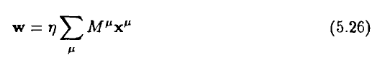 w = η ∑_μ M^μ x^μ (5.26)